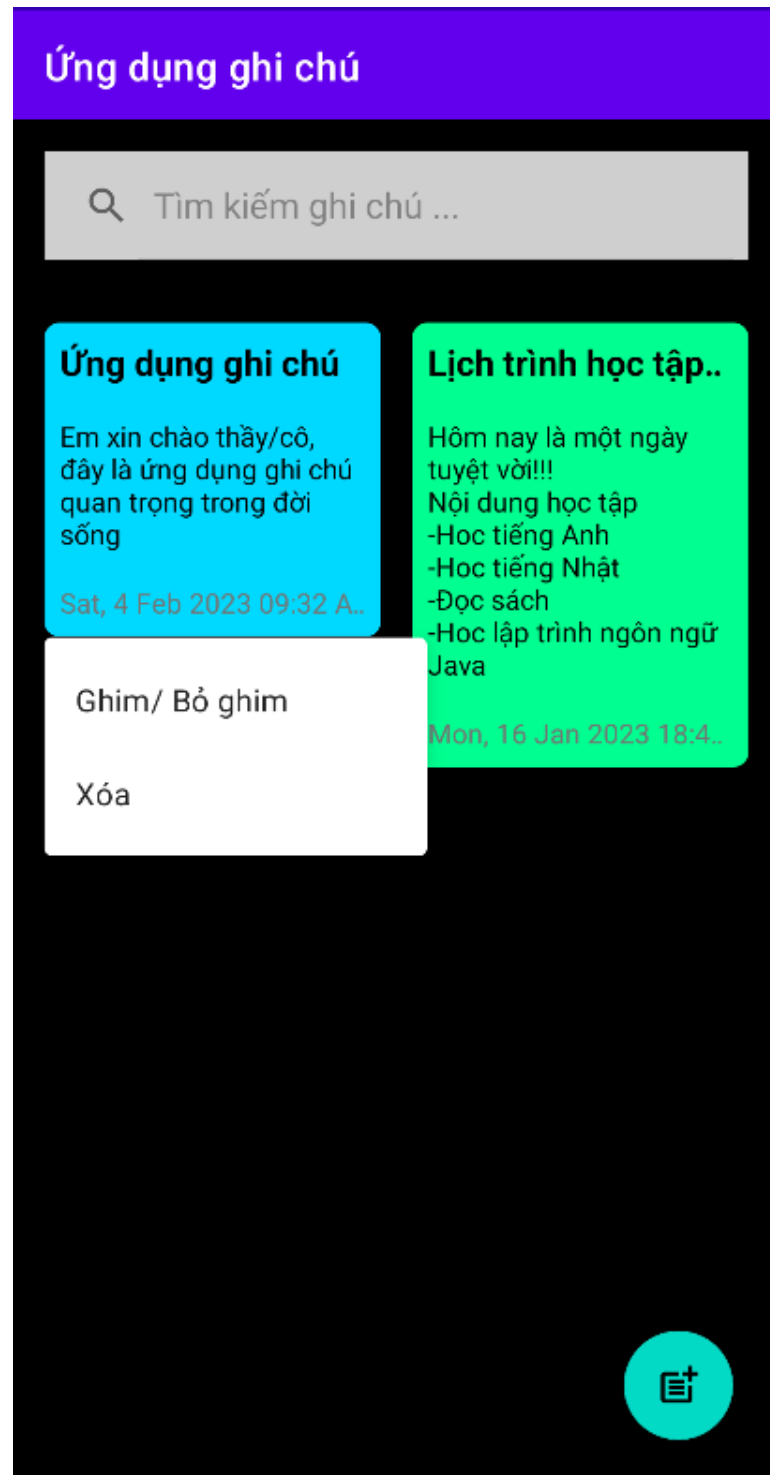 Ứng dụng ghi chú
Tìm kiếm ghi chú ...
Ứng dụng ghi chú
Em xin chào thầy/cô,
đây là ứng dụng ghi chú
quan trọng trong đời
sống
Sat, 4 Feb 2023 09:32 A..
Lịch trình học tập..
Hôm nay là một ngày
tuyệt vời!!!
Nội dung học tập
-Hoc tiếng Anh
-Hoc tiếng Nhật
-Đọc sách
-Hoc lập trình ngôn ngữ
Java
Mon, 16 Jan 2023 18:4..
Ghim/ Bỏ ghim
Xóa